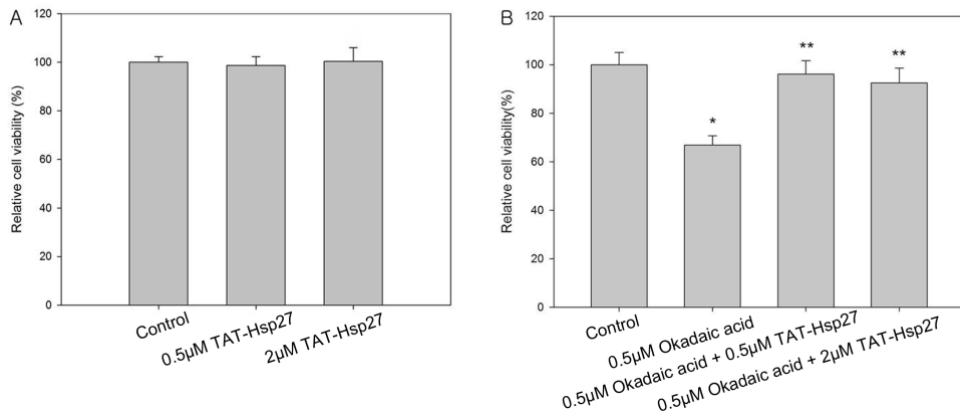 A
Relative cell viability (%)
120
100
80
60
40
20
0
Control
0.5μM TAT-Hsp27
2μM TAT-Hsp27
B
Relative cell viability(%)
120
100
80
60
40
20
0
*
**
**
Control
0.5μM Okadaic acid
0.5μM Okadaic acid + 0.5μM TAT-Hsp27
0.5μM Okadaic acid + 2μM TAT-Hsp27